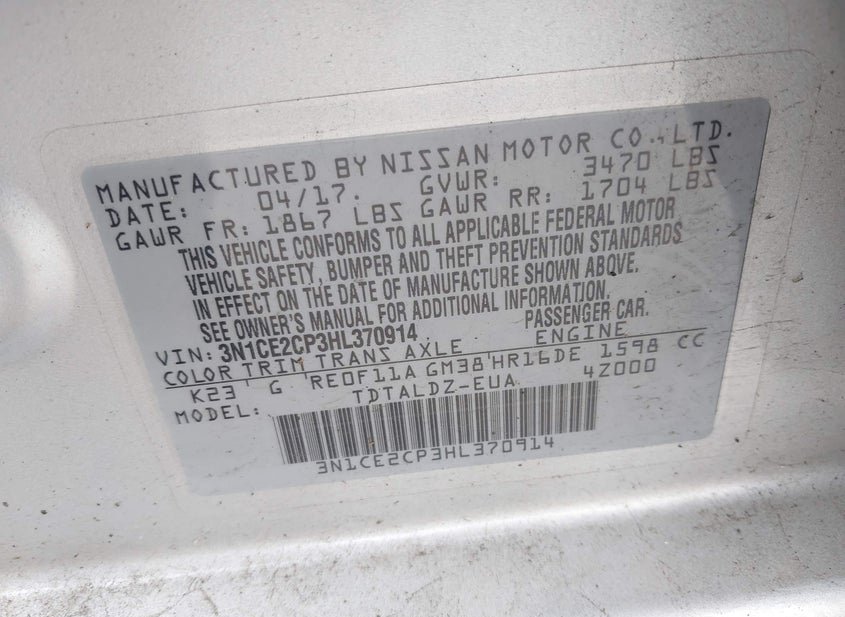 MANUFACTURED BY NISSAN MOTOR CO., LTD.
DATE: 04/17. GVWR: 3470 LBS
GAWR FR: 1867 LBS GAWR RR: 1704 LBS
THIS VEHICLE CONFORMS TO ALL APPLICABLE FEDERAL MOTOR
VEHICLE SAFETY, BUMPER AND THEFT PREVENTION STANDARDS
IN EFFECT ON THE DATE OF MANUFACTURE SHOWN ABOVE.
SEE OWNER'S MANUAL FOR ADDITIONAL INFORMATION.
VIN: 3N1CE2CP3HL370914 PASSENGER CAR.
COLOR TRIM TRANS AXLE ENGINE
K23 G RE0F11A GM38 HR16DE 1598 CC
MODEL: TDTALDZ-EUA 4Z000
3N1CE2CP3HL370914